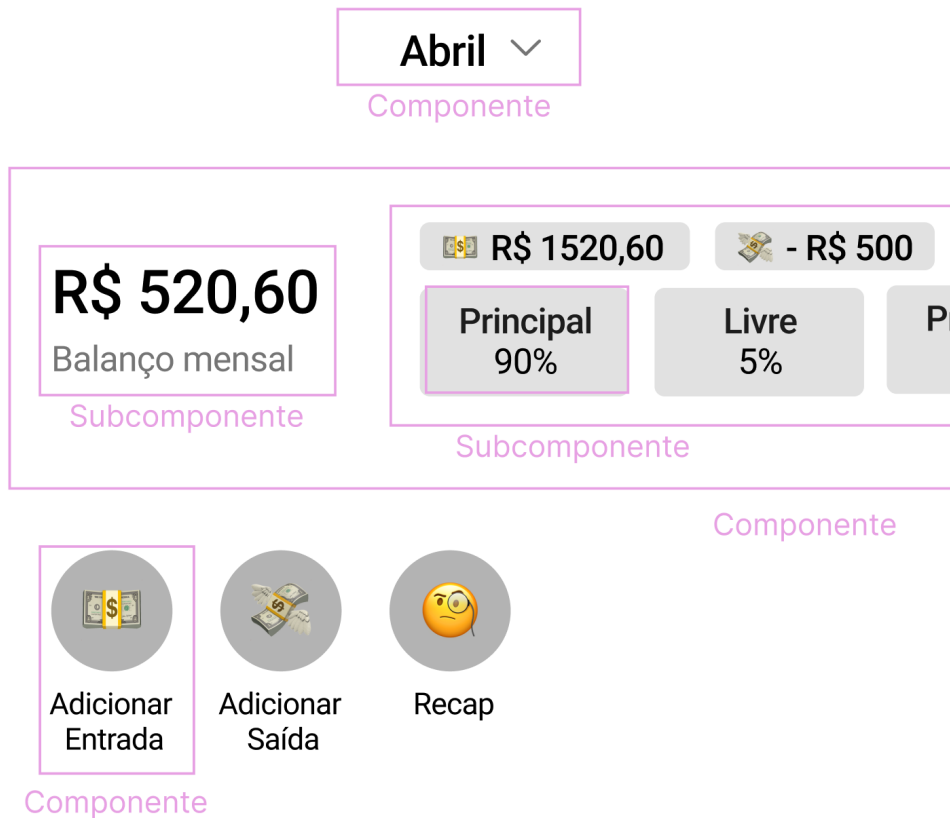 Abril
Componente
R$ 1520,60
- R$ 500
R$ 520,60
Balanço mensal
Subcomponente
Principal
90%
Livre
5%
Subcomponente
Componente
Adicionar
Entrada
Adicionar
Saída
Recap
Componente